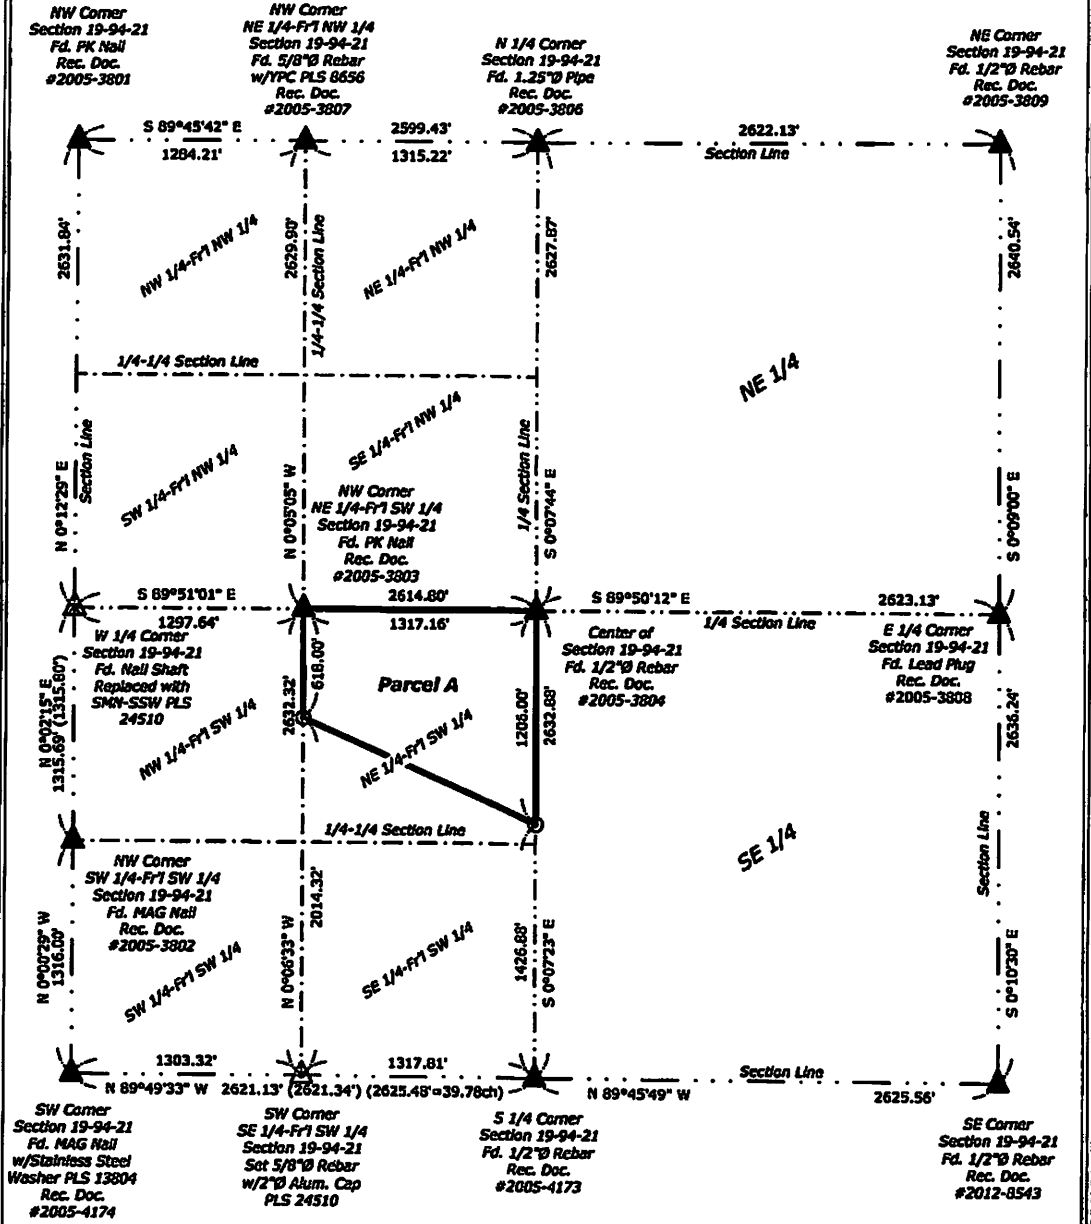 NW Corner
Section 19-94-21
Fd. PK Nail
Rec. Doc.
#2005-3801
NW Corner
NE 1/4-Fr'l NW 1/4
Section 19-94-21
Fd. 5/8"Ø Rebar
w/YPC PLS 8656
Rec. Doc.
#2005-3807
N 1/4 Corner
Section 19-94-21
Fd. 1.25"Ø Pipe
Rec. Doc.
#2005-3806
NE Corner
Section 19-94-21
Fd. 1/2"Ø Rebar
Rec. Doc.
#2005-3809
S 89°45'42" E
2599.43'
1284.21'
1315.22'
2622.13'
Section Line
2631.84'
2629.90'
1/4-1/4 Section Line
2627.87'
2640.54'
NW 1/4-Fr'l NW 1/4
NE 1/4-Fr'l NW 1/4
1/4-1/4 Section Line
NE 1/4
Section Line
N 0°12'29" E
SW 1/4-Fr'l NW 1/4
SE 1/4-Fr'l NW 1/4
N 0°05'05" W
1/4 Section Line
S 0°07'44" E
S 0°09'00" E
NW Corner
NE 1/4-Fr'l SW 1/4
Section 19-94-21
Fd. PK Nail
Rec. Doc.
#2005-3803
S 89°51'01" E
2614.80'
1297.64'
1317.16'
S 89°50'12" E
2623.13'
1/4 Section Line
W 1/4 Corner
Section 19-94-21
Fd. Nail Shaft
Replaced with
SMN-SSW PLS
24510
Center of
Section 19-94-21
Fd. 1/2"Ø Rebar
Rec. Doc.
#2005-3804
E 1/4 Corner
Section 19-94-21
Fd. Lead Plug
Rec. Doc.
#2005-3808
N 0°02'15" E
1315.69' (1315.80')
2632.32'
618.00'
Parcel A
1206.00'
2632.88'
2636.24'
NW 1/4-Fr'l SW 1/4
NE 1/4-Fr'l SW 1/4
1/4-1/4 Section Line
SE 1/4
Section Line
NW Corner
SW 1/4-Fr'l SW 1/4
Section 19-94-21
Fd. MAG Nail
Rec. Doc.
#2005-3802
N 0°00'29" W
1316.00'
SW 1/4-Fr'l SW 1/4
N 0°06'33" W
2014.32'
SE 1/4-Fr'l SW 1/4
1426.88'
S 0°07'23" E
S 0°10'30" E
1303.32'
1317.81'
N 89°49'33" W 2621.13' (2621.34') (2625.48'=39.78ch)
N 89°45'49" W
Section Line
2625.56'
SW Corner
Section 19-94-21
Fd. MAG Nail
w/Stainless Steel
Washer PLS 13804
Rec. Doc.
#2005-4174
SW Corner
SE 1/4-Fr'l SW 1/4
Section 19-94-21
Set 5/8"Ø Rebar
w/2"Ø Alum. Cap
PLS 24510
S 1/4 Corner
Section 19-94-21
Fd. 1/2"Ø Rebar
Rec. Doc.
#2005-4173
SE Corner
Section 19-94-21
Fd. 1/2"Ø Rebar
Rec. Doc.
#2012-8543